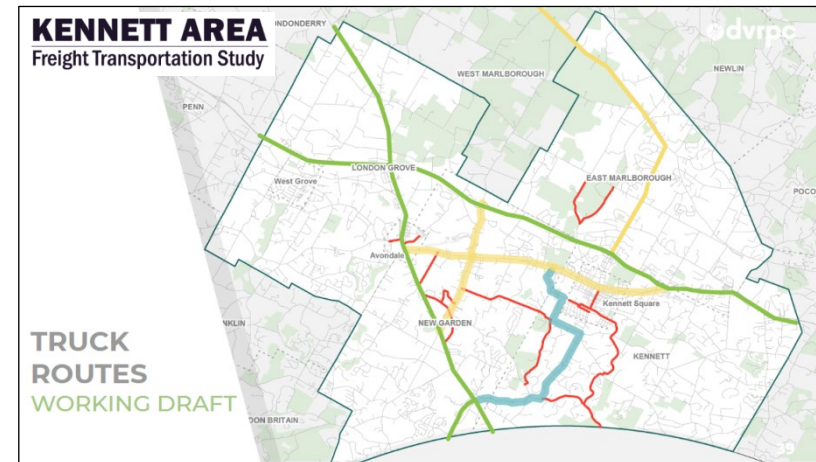 KENNETT AREA
Freight Transportation Study
ONDONDERRY
dvrpc
WEST MARLBOROUGH
NEWLIN
PENN
LONDON GROVE
West Grove
EAST MARLBOROUGH
POCO
Avondale
Kennett Square
NEW GARDEN
NKLIN
KENNETT
TRUCK
ROUTES
WORKING DRAFT
DON BRITAIN
39